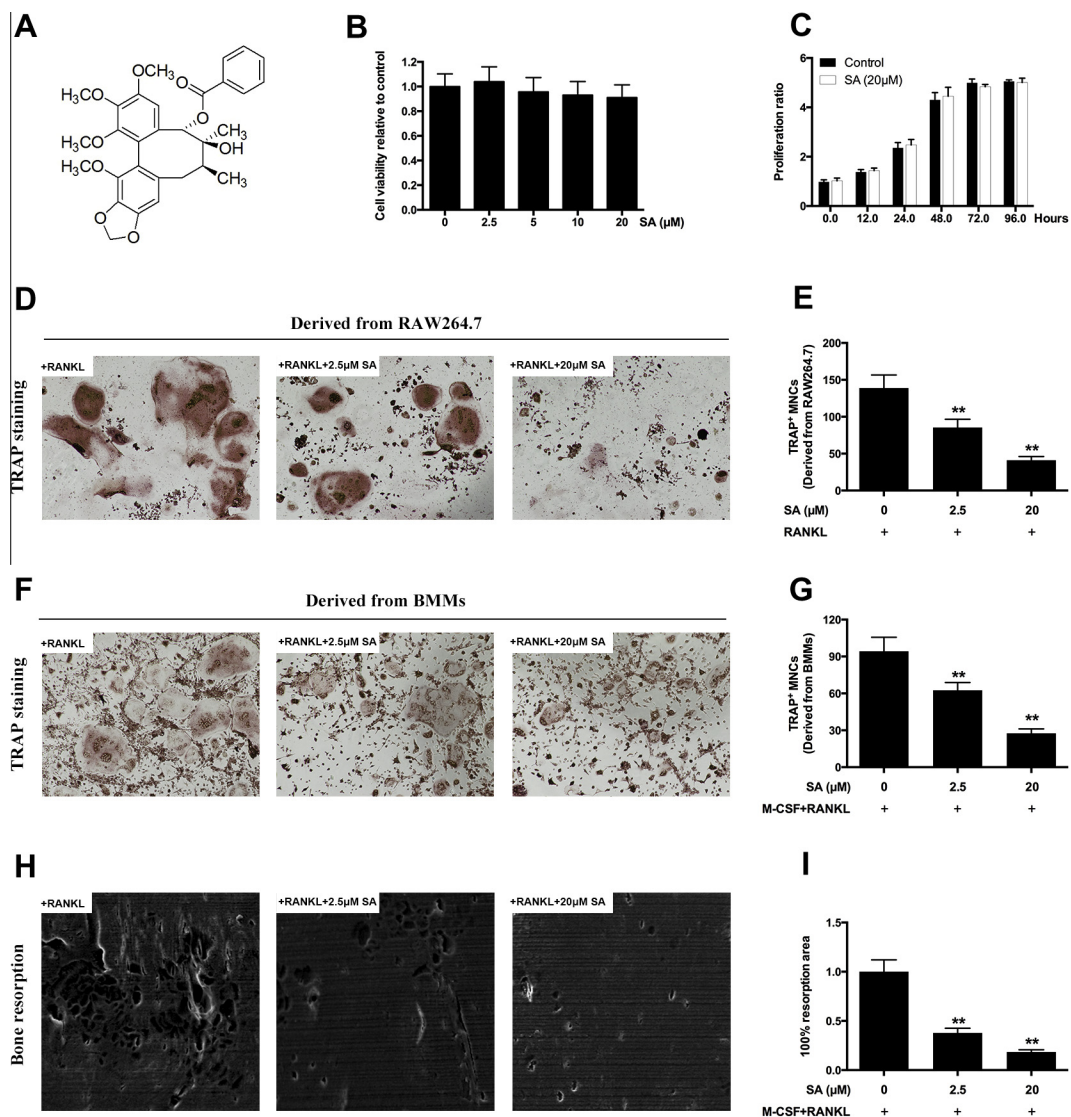 A
OCH₃
H₃CO
H₃CO
H₃CO
O
O
CH₃
OH
CH₃
O
O
B
Cell viability relative to control
1.2
1.0
0.8
0.6
0.4
0.2
0.0
0 2.5 5 10 20 SA (µM)
C
Control
SA (20µM)
Proliferation ratio
6
4
2
0
0.0 12.0 24.0 48.0 72.0 96.0 Hours
D
Derived from RAW264.7
TRAP staining
+RANKL
+RANKL+2.5µM SA
+RANKL+20µM SA
E
TRAP⁺ MNCs
(Derived from RAW264.7)
200
150
100
50
0
**
**
SA (µM) 0 2.5 20
RANKL + + +
F
Derived from BMMs
TRAP staining
+RANKL
+RANKL+2.5µM SA
+RANKL+20µM SA
G
TRAP⁺ MNCs
(Derived from BMMs)
120
90
60
30
0
**
**
SA (µM) 0 2.5 20
M-CSF+RANKL + + +
H
Bone resorption
+RANKL
+RANKL+2.5µM SA
+RANKL+20µM SA
I
100% resorption area
1.5
1.0
0.5
0.0
**
**
SA (µM) 0 2.5 20
M-CSF+RANKL + + +